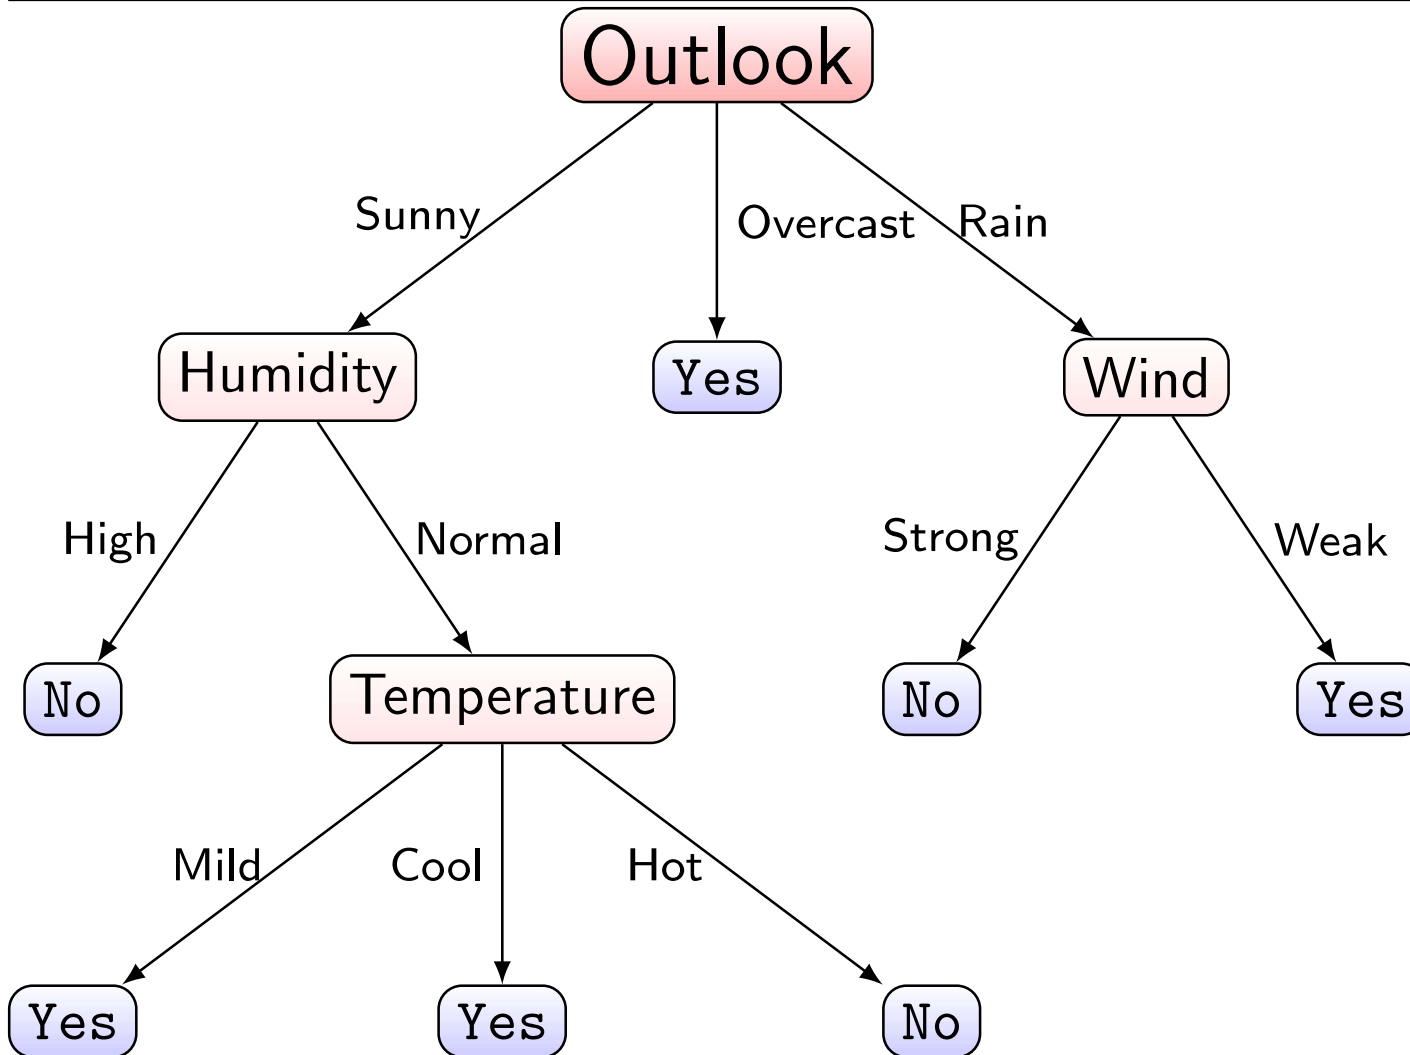 Outlook
Sunny
Overcast
Rain
Humidity
Yes
Wind
High
Normal
Strong
Weak
No
Temperature
No
Yes
Mild
Cool
Hot
Yes
Yes
No